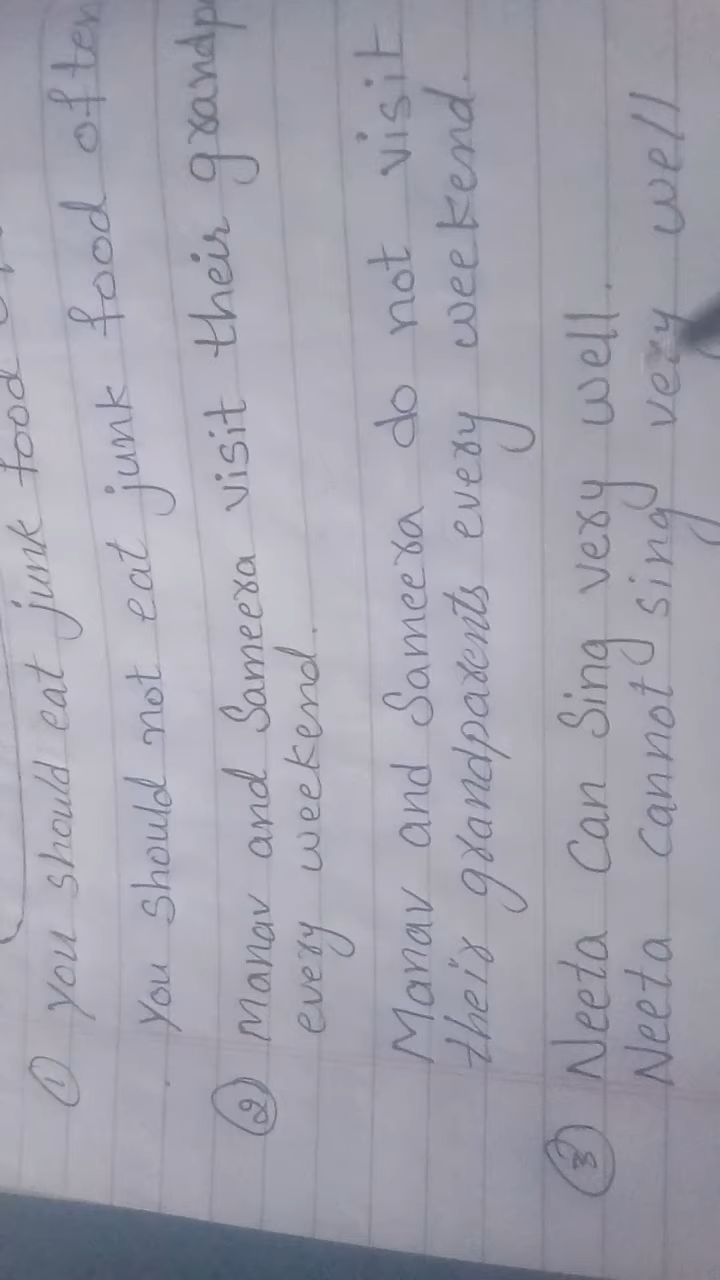 ① you should eat junk food often
you should not eat junk food often
② Manav and Sameera visit their grandp
every weekend.
Manav and Sameera do not visit
their grandparents every weekend.
③ Neeta Can Sing very well.
Neeta cannot sing very well